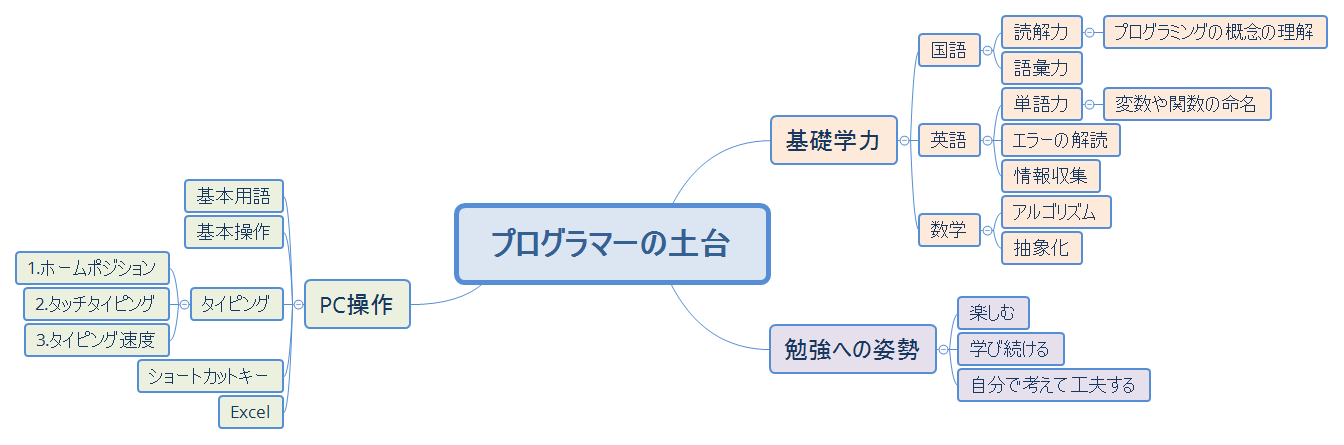 プログラマーの土台
基礎学力
国語
読解力
プログラミングの概念の理解
語彙力
英語
単語力
変数や関数の命名
エラーの解読
情報収集
数学
アルゴリズム
抽象化
勉強への姿勢
楽しむ
学び続ける
自分で考えて工夫する
PC操作
基本用語
基本操作
タイピング
1.ホームポジション
2.タッチタイピング
3.タイピング速度
ショートカットキー
Excel